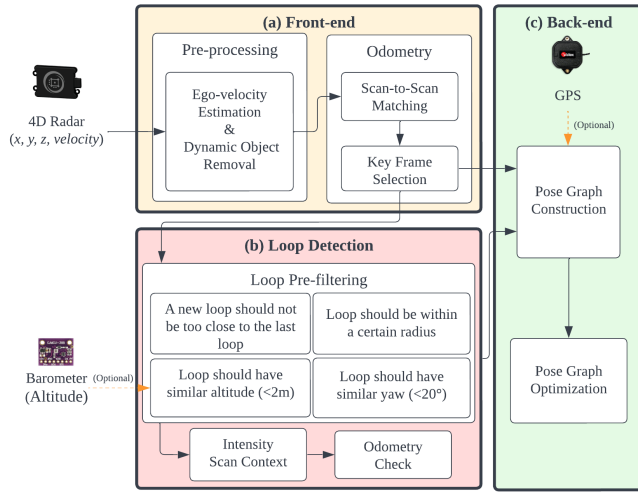 (a) Front-end
Pre-processing
Ego-velocity
Estimation
&
Dynamic Object
Removal
Odometry
Scan-to-Scan
Matching
Key Frame
Selection
4D Radar
(x, y, z, velocity)
(b) Loop Detection
Loop Pre-filtering
A new loop should not
be too close to the last
loop
Loop should be within
a certain radius
Loop should have
similar altitude (<2m)
Loop should have
similar yaw (<20°)
Intensity
Scan Context
Odometry
Check
Barometer
(Altitude)
(Optional)
(c) Back-end
GPS
(Optional)
Pose Graph
Construction
Pose Graph
Optimization